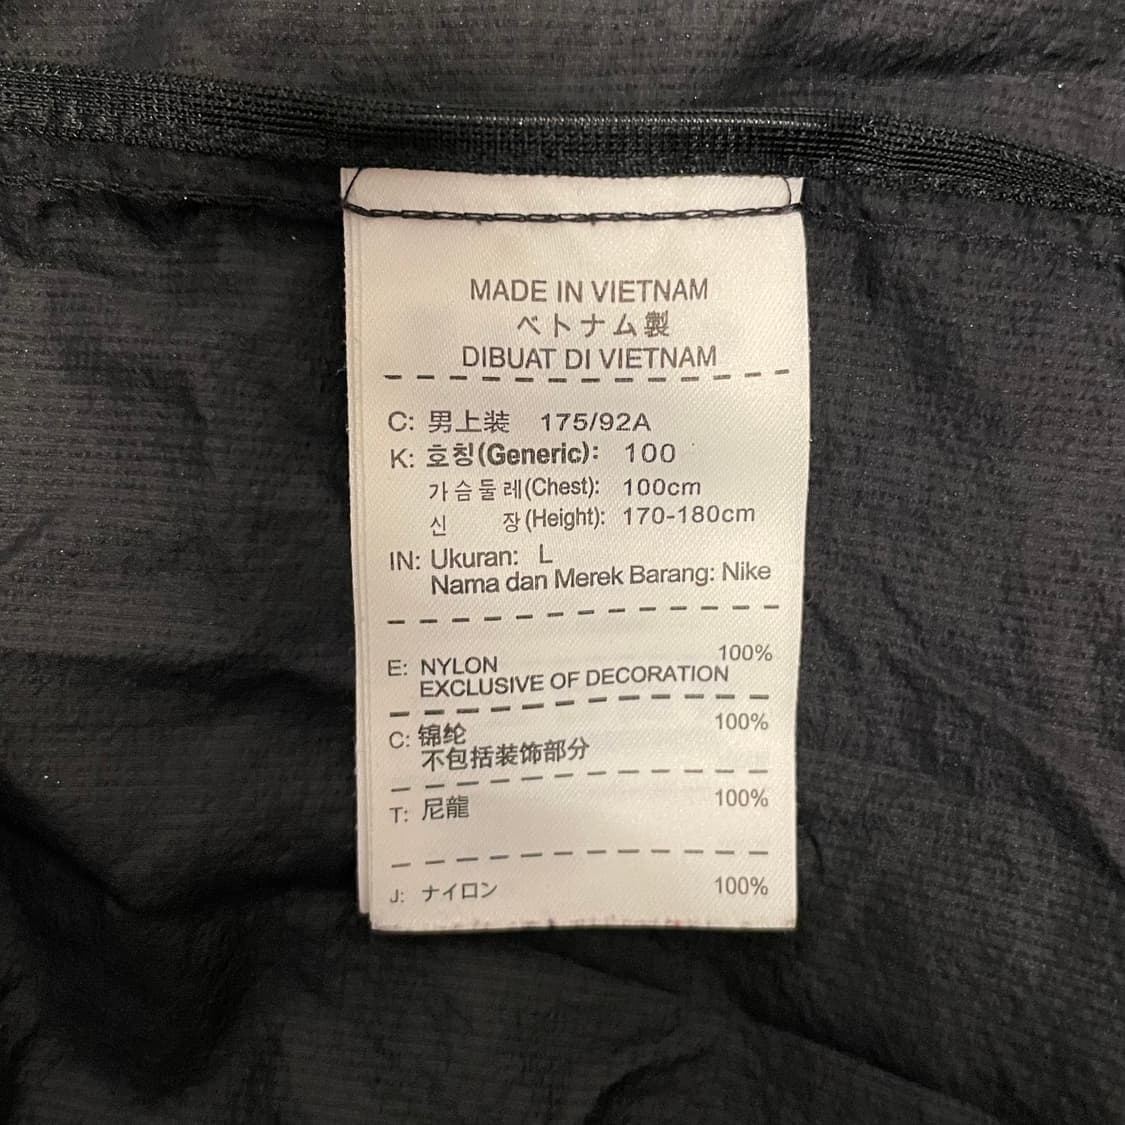 MADE IN VIETNAM
ベトナム製
DIBUAT DI VIETNAM
C: 男上装 175/92A
K: 호칭(Generic): 100
가슴둘레(Chest): 100cm
신 장(Height): 170-180cm
IN: Ukuran: L
Nama dan Merek Barang: Nike
E: NYLON 100%
EXCLUSIVE OF DECORATION
C: 锦纶 100%
不包括装饰部分
T: 尼龍 100%
J: ナイロン 100%